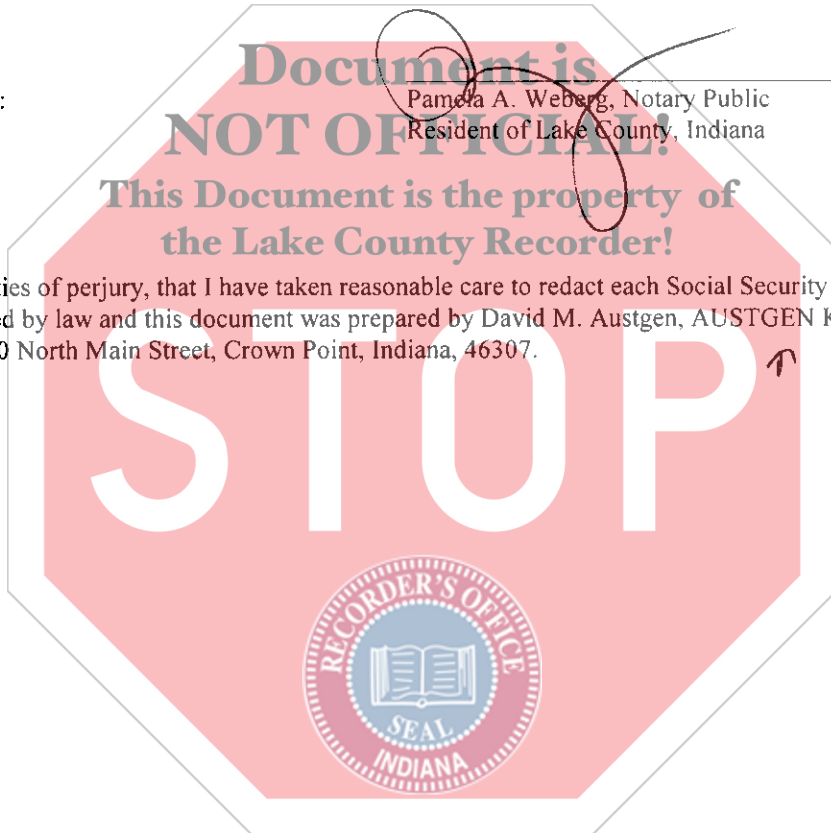 Document is
Pamela A. Weberg, Notary Public
:
NOT OFFICIAL!
Resident of Lake County, Indiana
This Document is the property of
the Lake County Recorder!
ties of perjury, that I have taken reasonable care to redact each Social Security
ed by law and this document was prepared by David M. Austgen, AUSTGEN K
0 North Main Street, Crown Point, Indiana, 46307.
STOP
RECORDER'S OFFICE
SEAL
INDIANA